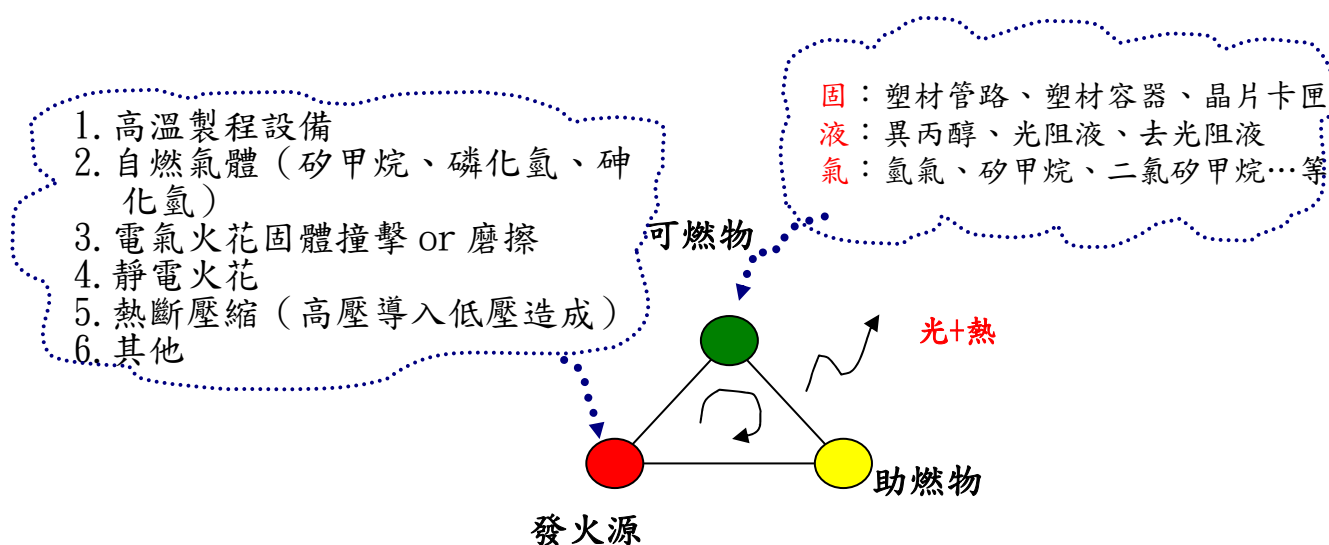 1. 高溫製程設備
2. 自燃氣體（矽甲烷、磷化氫、砷
化氫）
3. 電氣火花固體撞擊 or 磨擦
4. 靜電火花
5. 熱斷壓縮（高壓導入低壓造成）
6. 其他
固：塑材管路、塑材容器、晶片卡匣
液：異丙醇、光阻液、去光阻液
氣：氫氣、矽甲烷、二氯矽甲烷…等
可燃物
光+熱
助燃物
發火源